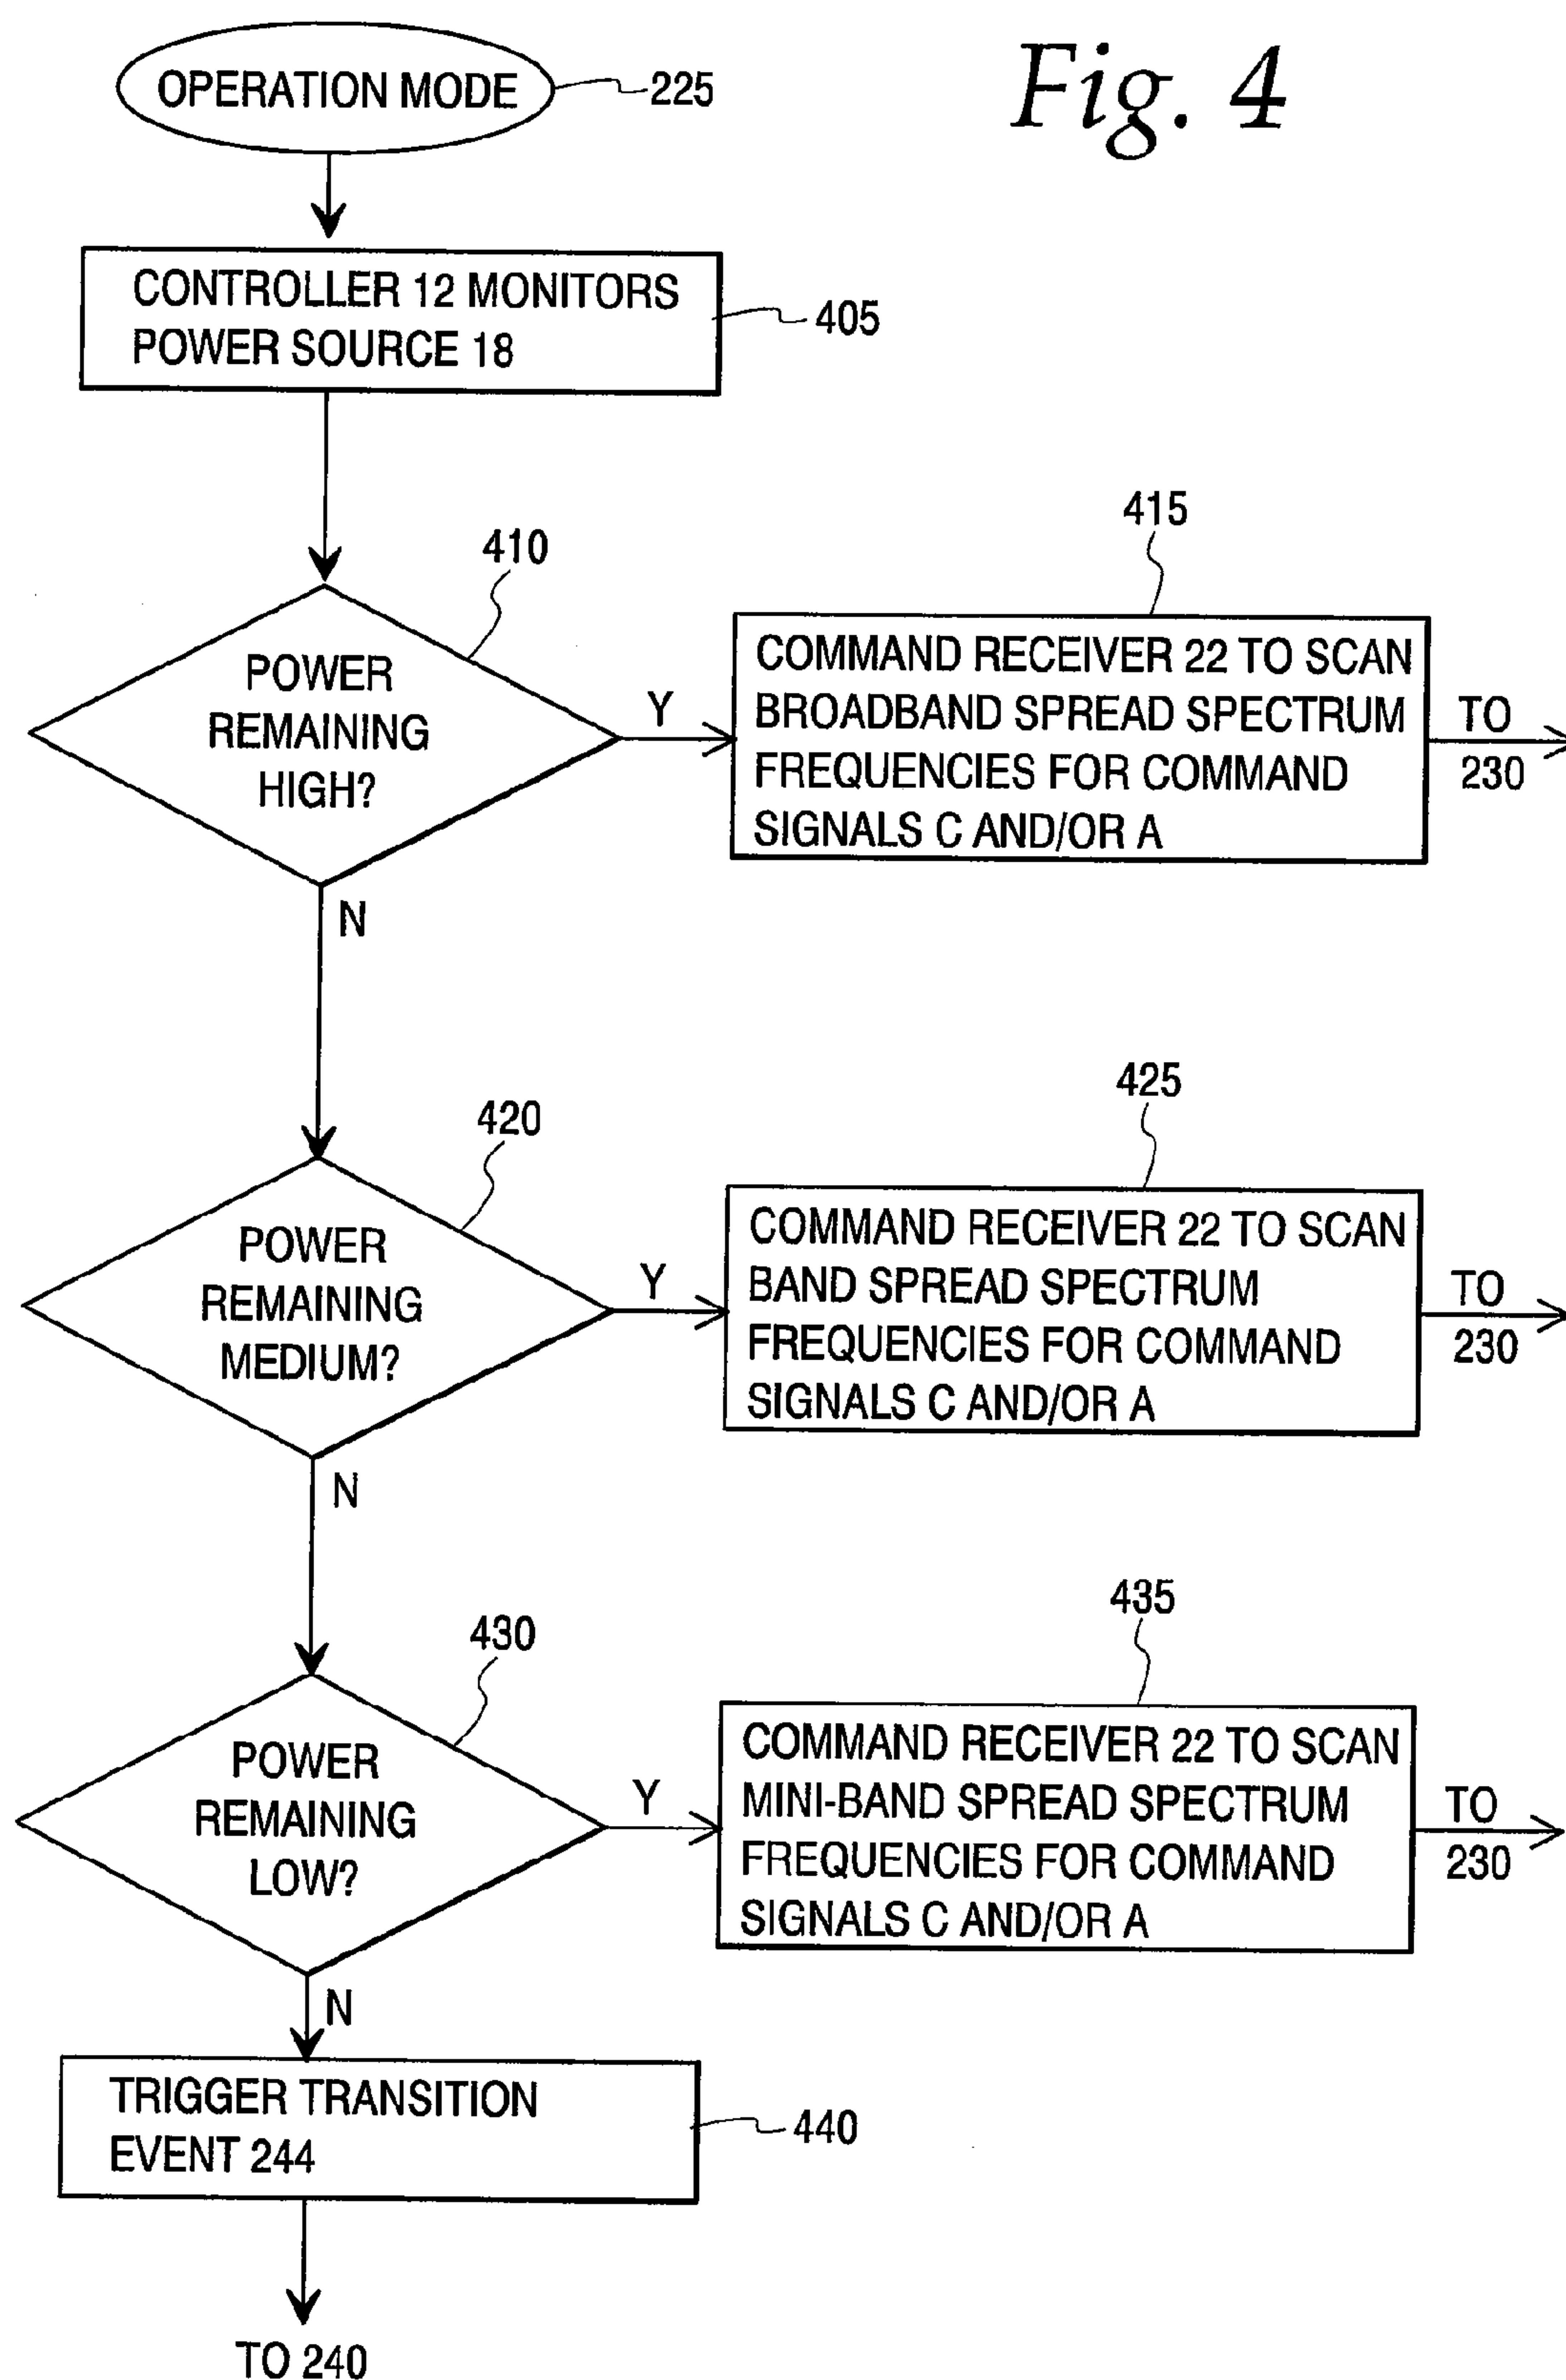 Fig. 4
OPERATION MODE
225
CONTROLLER 12 MONITORS
POWER SOURCE 18
405
410
POWER
REMAINING
HIGH?
Y
N
415
COMMAND RECEIVER 22 TO SCAN
BROADBAND SPREAD SPECTRUM
FREQUENCIES FOR COMMAND
SIGNALS C AND/OR A
TO
230
420
POWER
REMAINING
MEDIUM?
Y
N
425
COMMAND RECEIVER 22 TO SCAN
BAND SPREAD SPECTRUM
FREQUENCIES FOR COMMAND
SIGNALS C AND/OR A
TO
230
430
POWER
REMAINING
LOW?
Y
N
435
COMMAND RECEIVER 22 TO SCAN
MINI-BAND SPREAD SPECTRUM
FREQUENCIES FOR COMMAND
SIGNALS C AND/OR A
TO
230
TRIGGER TRANSITION
EVENT 244
440
TO 240